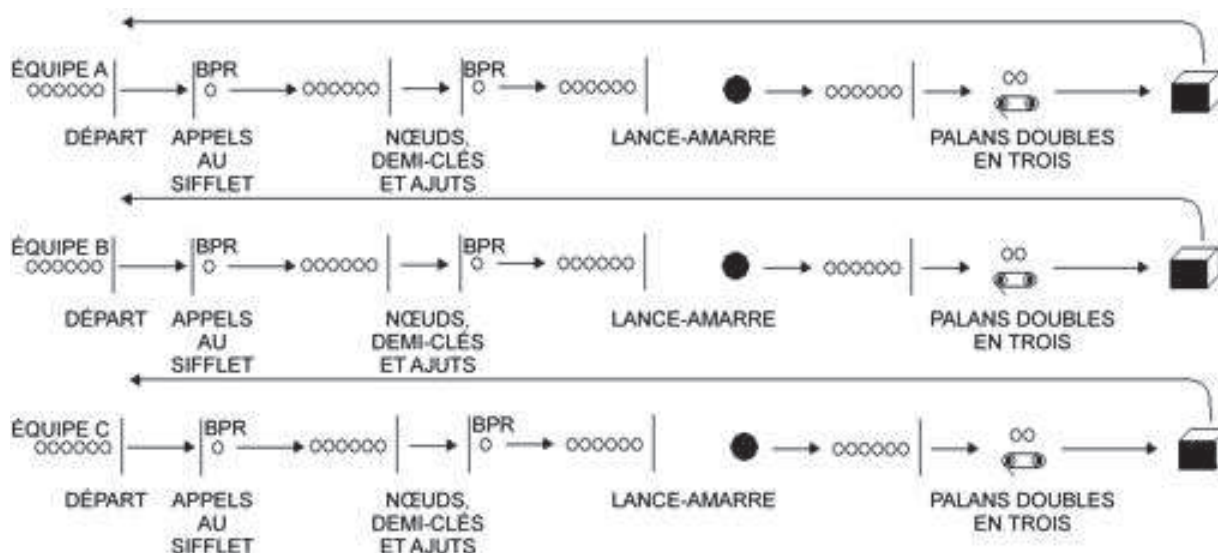 ÉQUIPE A
BPR
BPR
DÉPART
APPELS
AU
SIFFLET
NŒUDS,
DEMI-CLÉS
ET AJUTS
LANCE-AMARRE
PALANS DOUBLES
EN TROIS
ÉQUIPE B
BPR
BPR
DÉPART
APPELS
AU
SIFFLET
NŒUDS,
DEMI-CLÉS
ET AJUTS
LANCE-AMARRE
PALANS DOUBLES
EN TROIS
ÉQUIPE C
BPR
BPR
DÉPART
APPELS
AU
SIFFLET
NŒUDS,
DEMI-CLÉS
ET AJUTS
LANCE-AMARRE
PALANS DOUBLES
EN TROIS